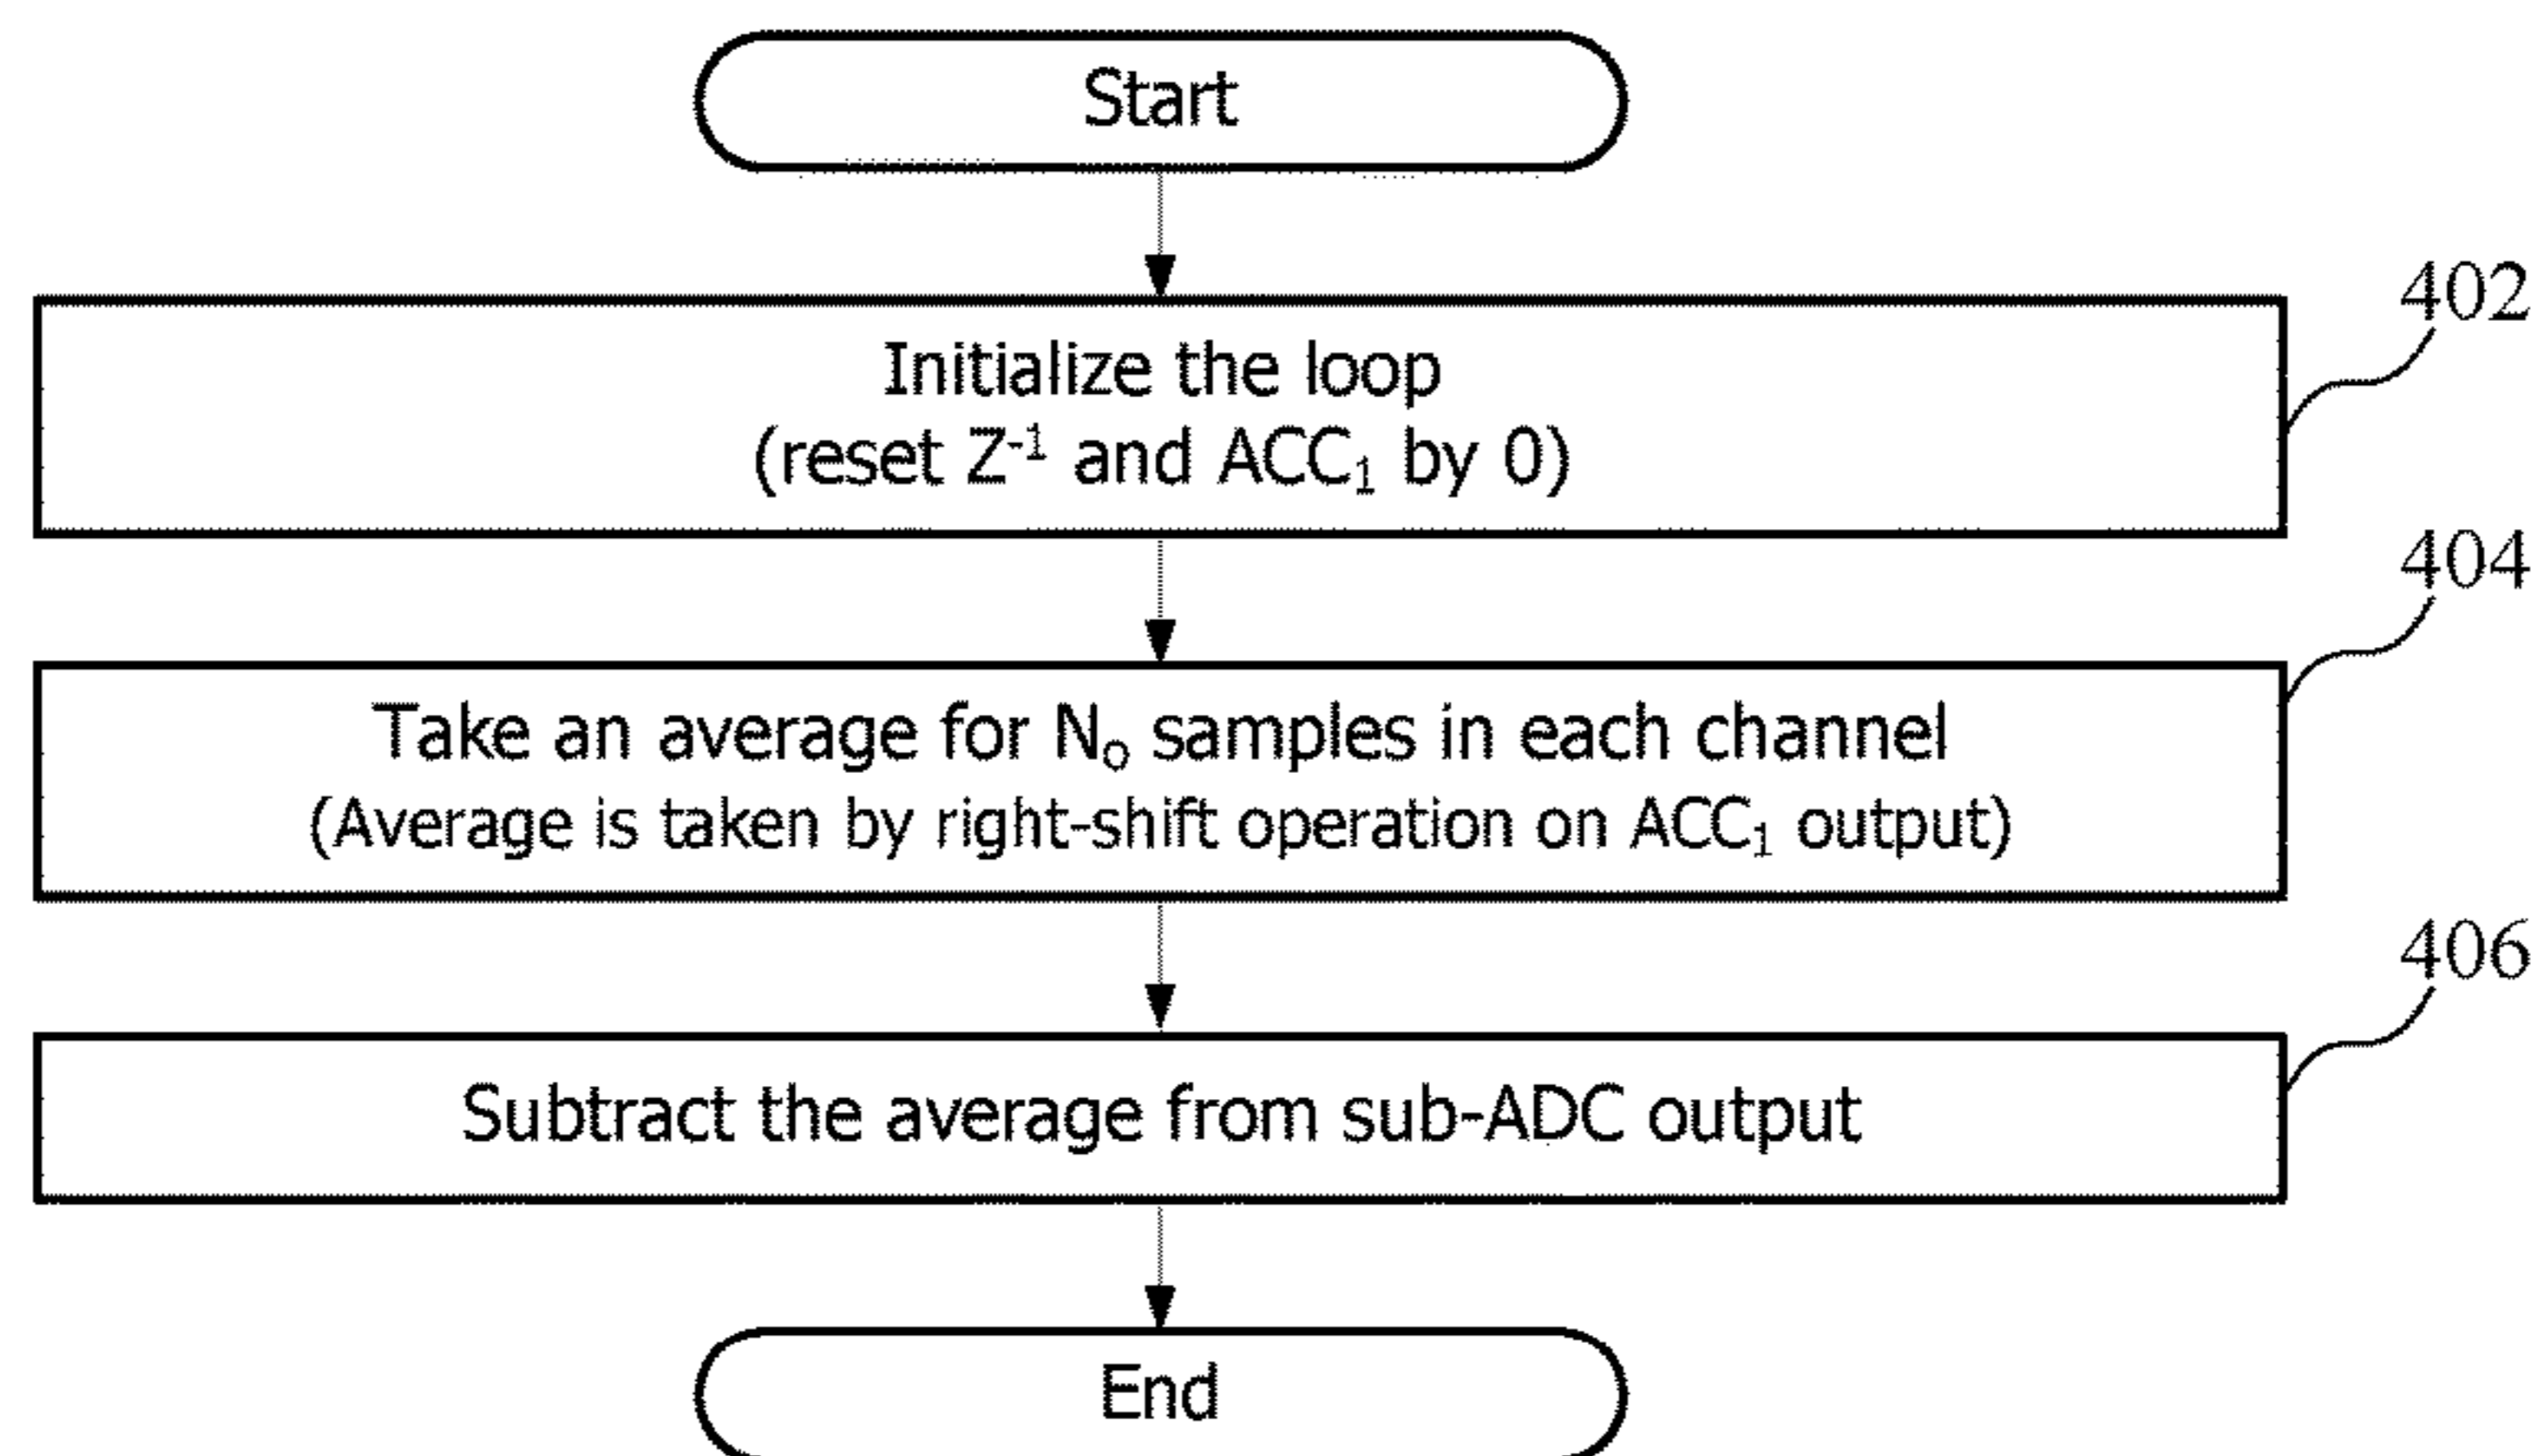 Start
402
Initialize the loop
(reset Z⁻¹ and ACC₁ by 0)
404
Take an average for Nₒ samples in each channel
(Average is taken by right-shift operation on ACC₁ output)
406
Subtract the average from sub-ADC output
End